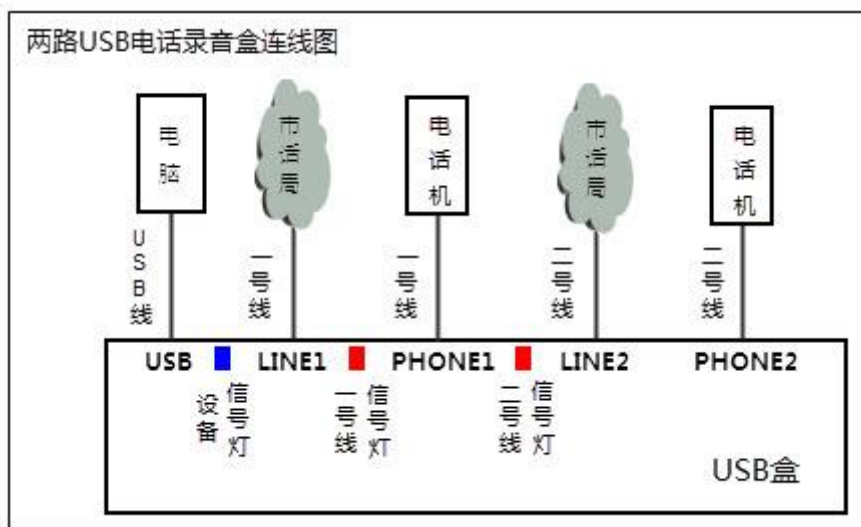 两路USB电话录音盒连线图
电脑
市话局
电话机
市话局
电话机
USB线
一号线
一号线
二号线
二号线
USB
LINE1
PHONE1
LINE2
PHONE2
设备
信号灯
一号线
信号灯
二号线
信号灯
USB盒